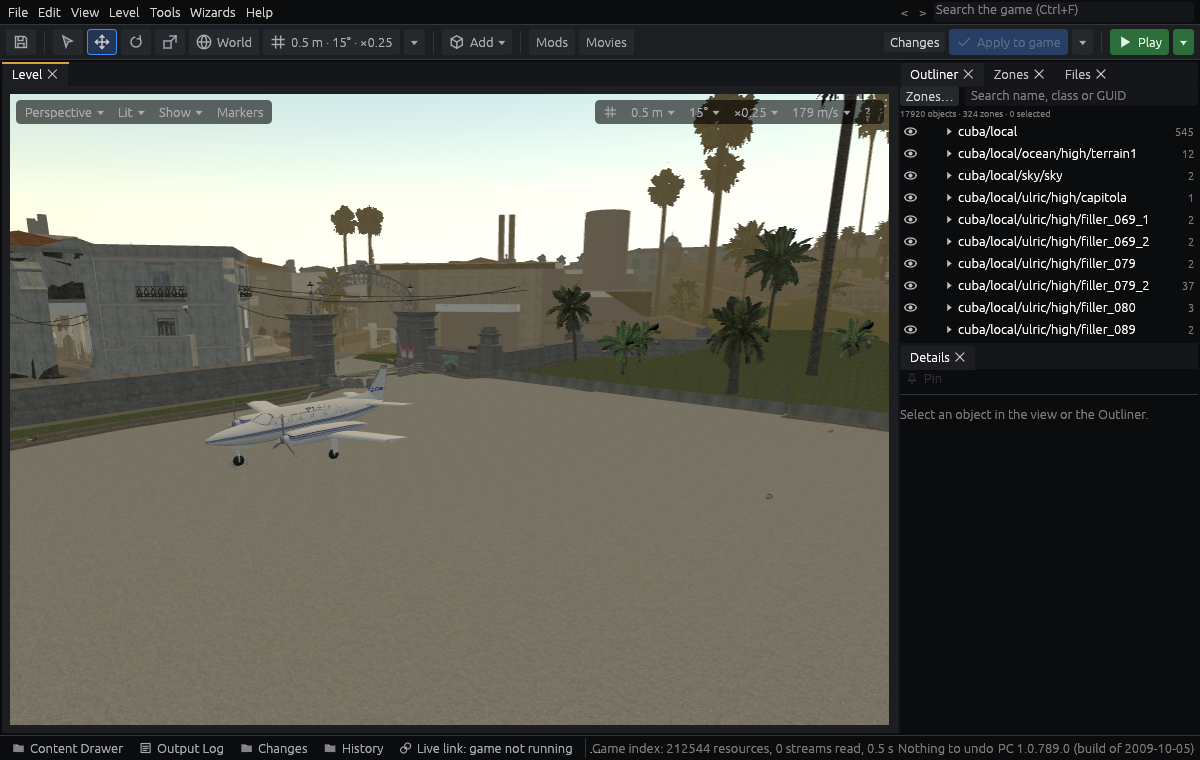 File Edit View Level Tools Wizards Help
< > Search the game (Ctrl+F)
World 0.5 m · 15° · ×0.25 Add Mods Movies Changes Apply to game Play
Level
Outliner Zones Files
Perspective Lit Show Markers 0.5 m 15° ×0.25 179 m/s ?
Zones... Search name, class or GUID
17920 objects · 324 zones · 0 selected
cuba/local 545
cuba/local/ocean/high/terrain1 12
cuba/local/sky/sky 2
cuba/local/ulric/high/capitola 1
cuba/local/ulric/high/filler_069_1 2
cuba/local/ulric/high/filler_069_2 2
cuba/local/ulric/high/filler_079 2
cuba/local/ulric/high/filler_079_2 37
cuba/local/ulric/high/filler_080 3
cuba/local/ulric/high/filler_089 2
Details
Pin
Select an object in the view or the Outliner.
Content Drawer Output Log Changes History Live link: game not running .Game index: 212544 resources, 0 streams read, 0.5 s Nothing to undo PC 1.0.789.0 (build of 2009-10-05)